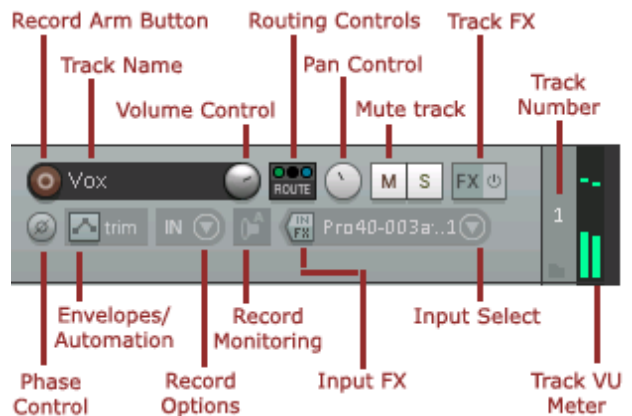 Record Arm Button
Routing Controls
Track FX
Track Name
Pan Control
Volume Control
Mute track
Track
Number
Vox
ROUTE
M
S
FX
trim
IN
A
IN
FX
Pro40-003a...1
1
Envelopes/
Automation
Record
Monitoring
Input Select
Phase
Control
Record
Options
Input FX
Track VU
Meter